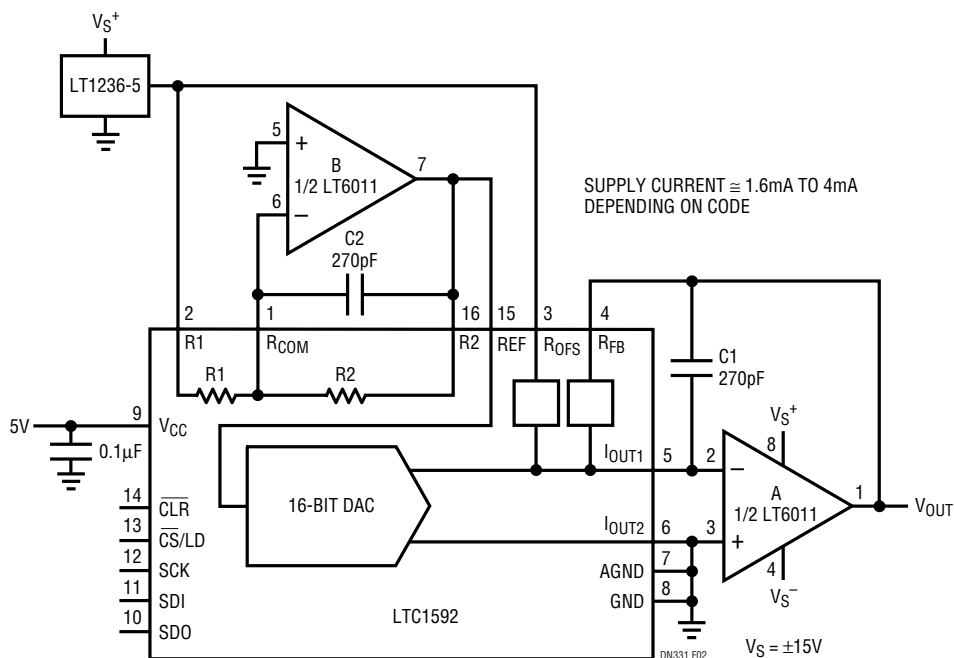 VS+
LT1236-5
5
+
B
1/2 LT6011
7
6
−
C2
270pF
SUPPLY CURRENT ≅ 1.6mA TO 4mA
DEPENDING ON CODE
2
1
16
15
3
4
R1
RCOM
R2
REF
ROFS
RFB
C1
270pF
R1
R2
5V
9
VCC
0.1µF
16-BIT DAC
IOUT1
5
2
−
VS+
8
A
1/2 LT6011
1
VOUT
IOUT2
6
3
+
4
VS−
14
CLR
13
CS/LD
12
SCK
11
SDI
10
SDO
AGND
7
GND
8
LTC1592
DN331 F02
VS = ±15V